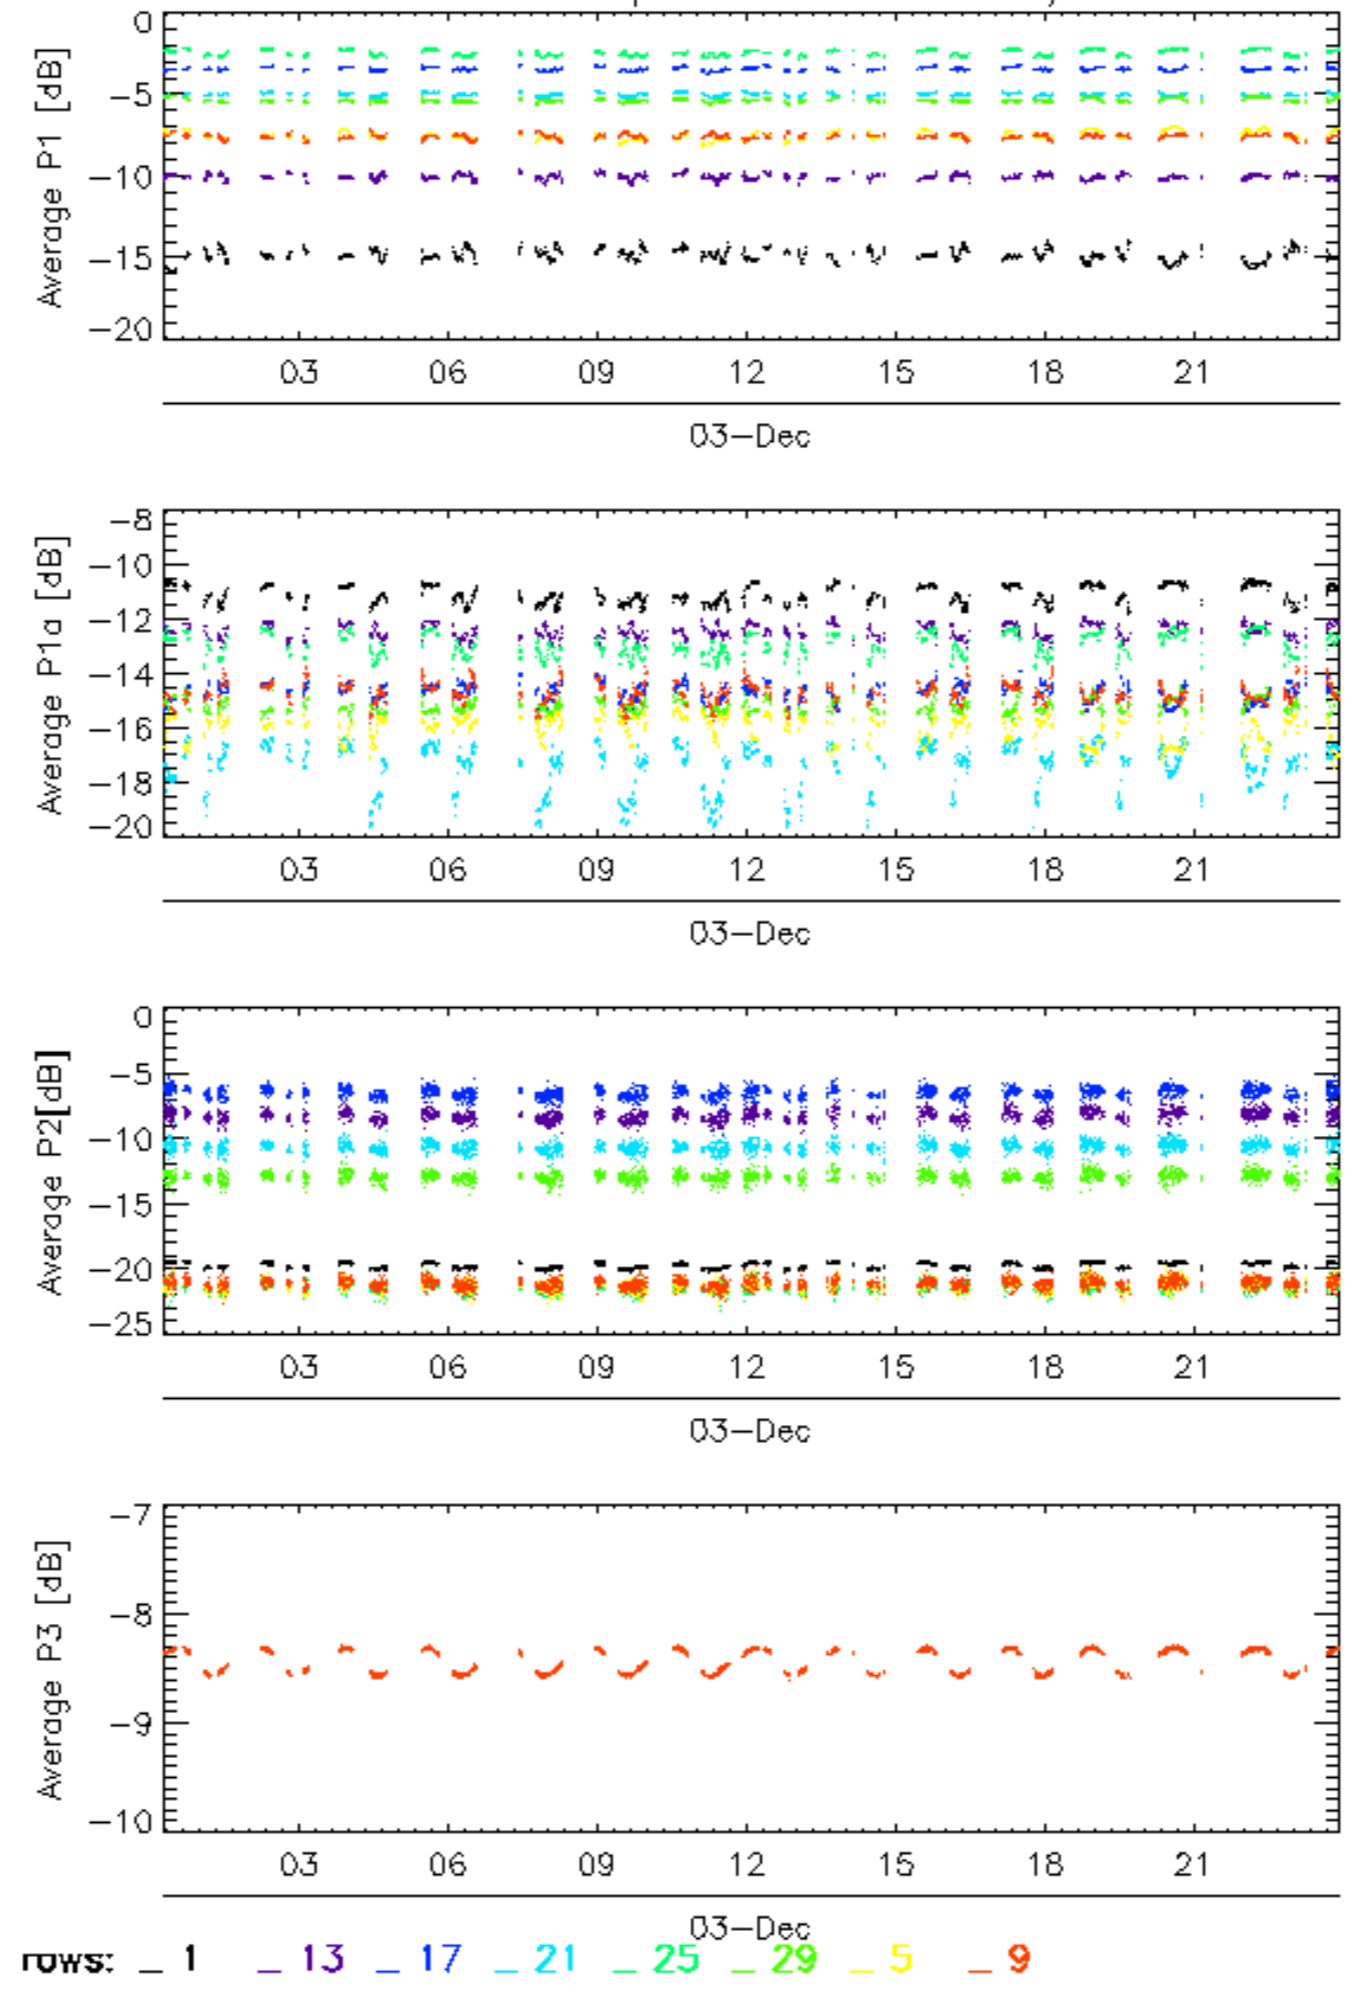 Average P1 [dB]
0
−5
−10
−15
−20
03 06 09 12 15 18 21
03−Dec
Average P1a [dB]
−8
−10
−12
−14
−16
−18
−20
03 06 09 12 15 18 21
03−Dec
Average P2[dB]
0
−5
−10
−15
−20
−25
03 06 09 12 15 18 21
03−Dec
Average P3 [dB]
−7
−8
−9
−10
03 06 09 12 15 18 21
03−Dec
rows: _ 1 _ 13 _ 17 _ 21 _ 25 _ 29 _ 5 _ 9